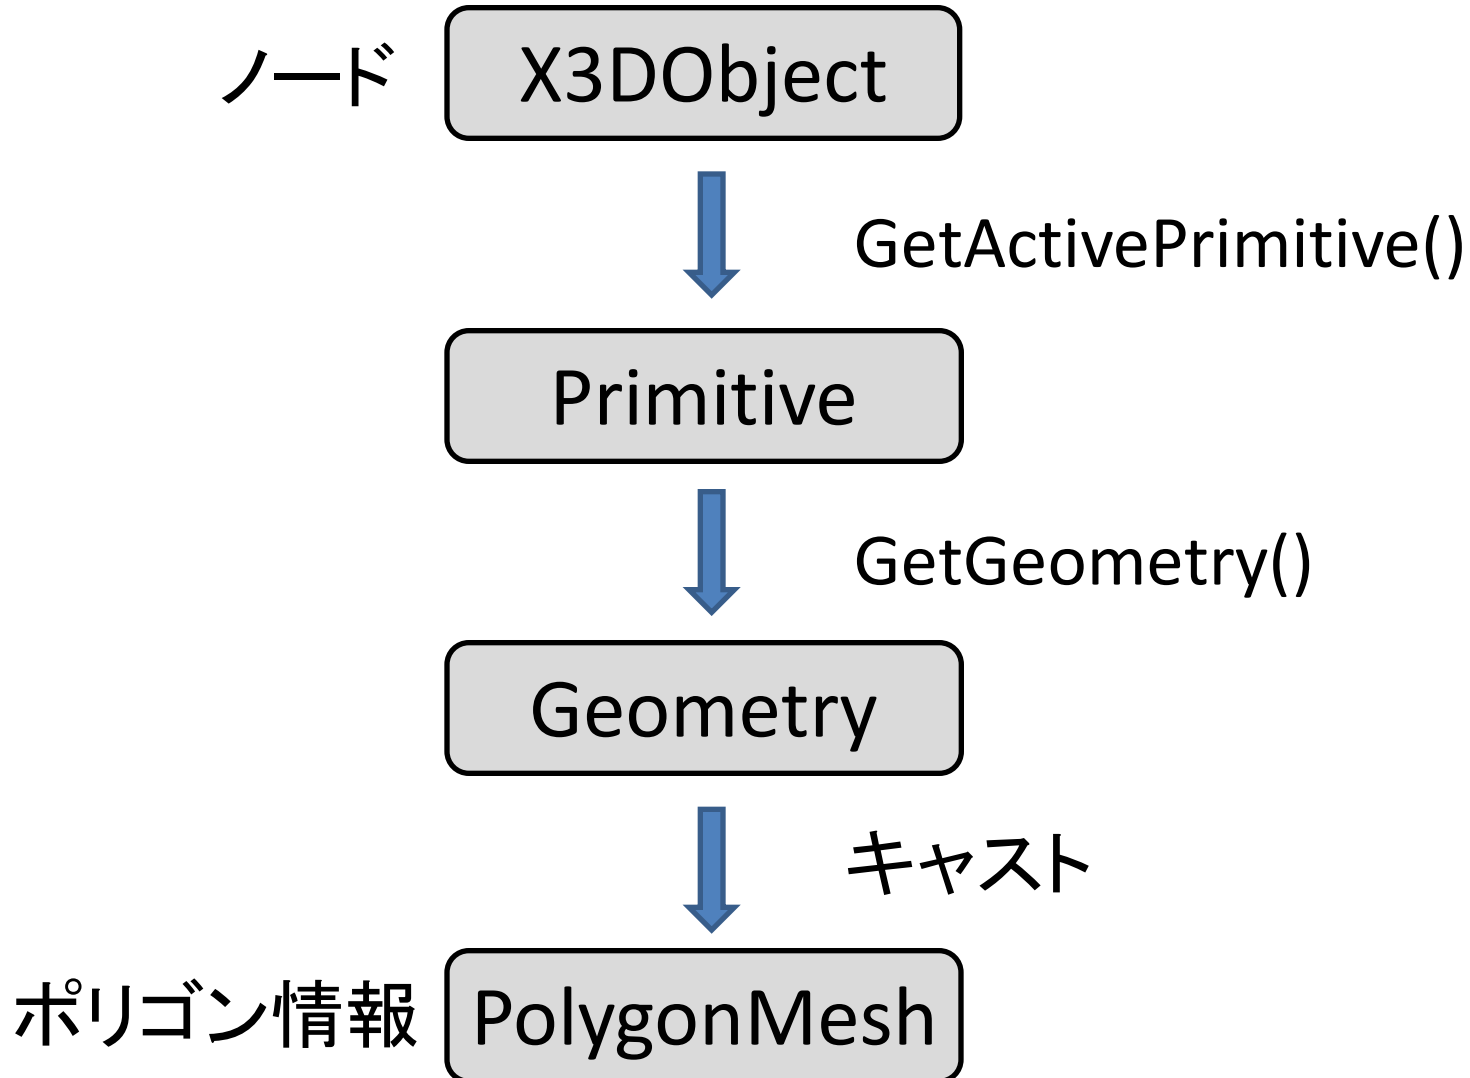 ノード
X3DObject
GetActivePrimitive()
Primitive
GetGeometry()
Geometry
キャスト
ポリゴン情報
PolygonMesh